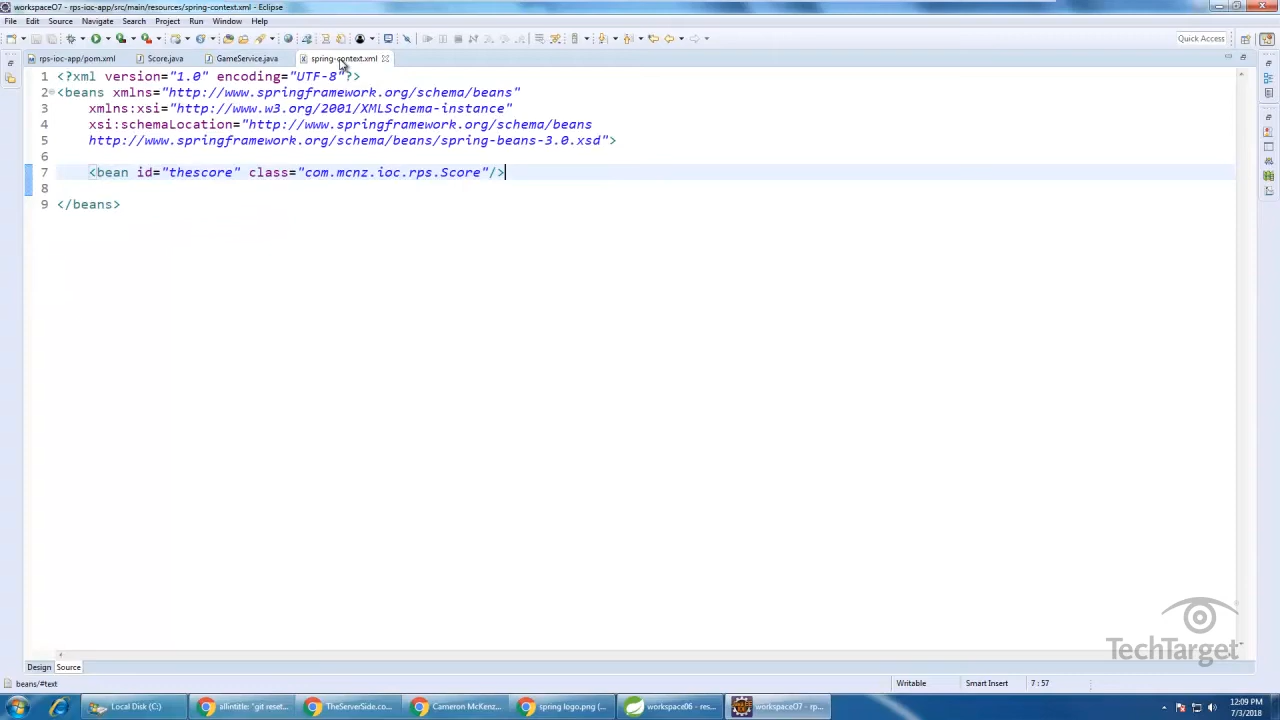 workspace07 - rps-ioc-app/src/main/resources/spring-context.xml - Eclipse
File Edit Source Navigate Search Project Run Window Help
Quick Access
rps-ioc-app/pom.xml Score.java GameService.java spring-context.xml
1 <?xml version="1.0" encoding="UTF-8"?>
2 <beans xmlns="http://www.springframework.org/schema/beans"
3 xmlns:xsi="http://www.w3.org/2001/XMLSchema-instance"
4 xsi:schemaLocation="http://www.springframework.org/schema/beans
5 http://www.springframework.org/schema/beans/spring-beans-3.0.xsd">
6
7 <bean id="thescore" class="com.mcnz.ioc.rps.Score"/>
8
9 </beans>
TechTarget
Design Source
beans/#text Writable Smart Insert 7 : 57
Local Disk (C:) allintitle: "git reset... TheServerSide.co... Cameron McKenz... spring logo.png (... workspace06 - res... workspace07 - rp...
12:09 PM
7/3/2018